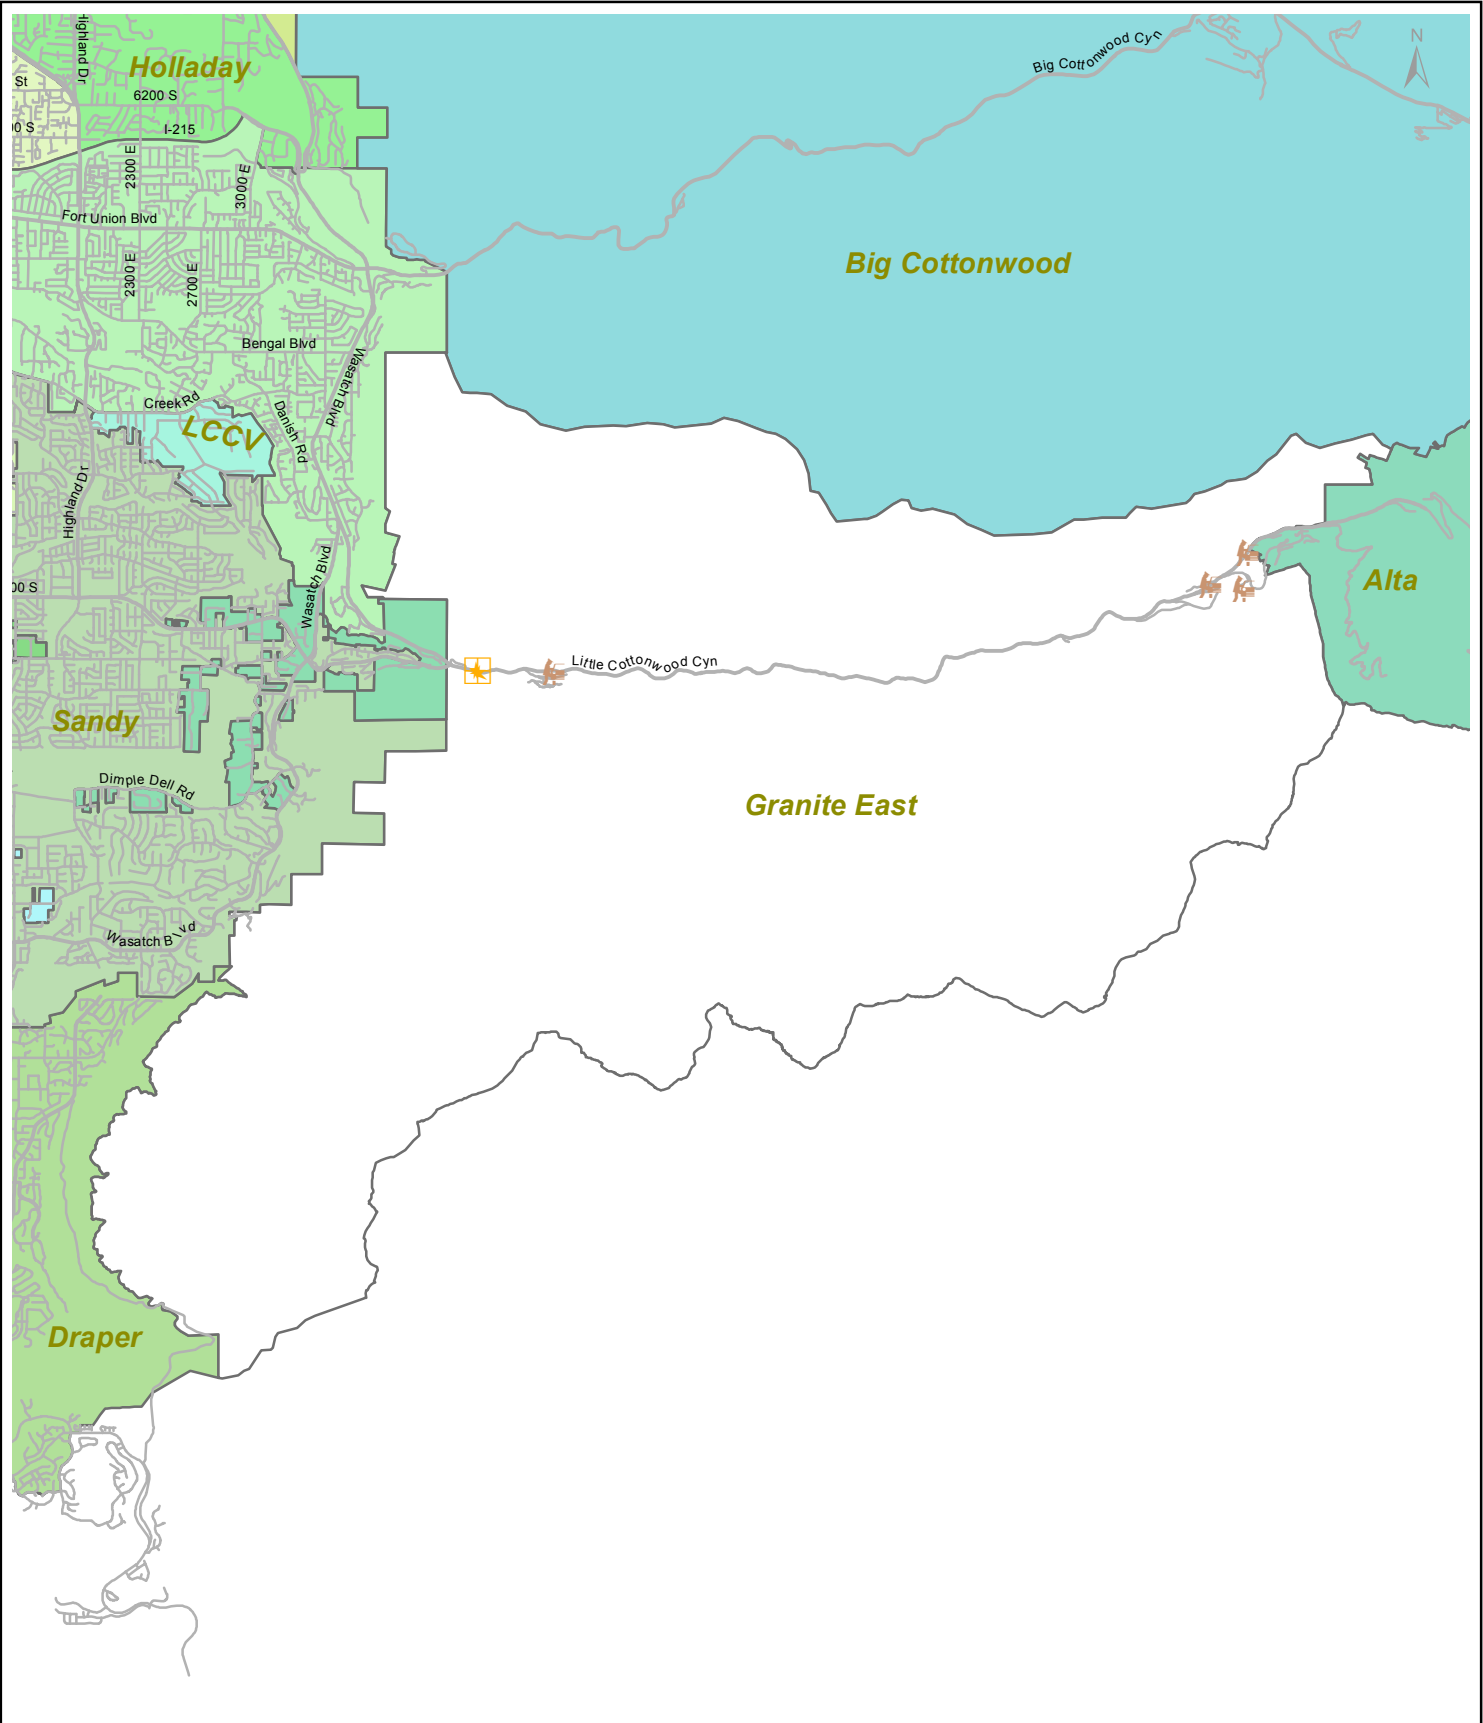 Highland Dr
Holladay
St
6200 S
00 S
I-215
2300 E
3000 E
Fort Union Blvd
2300 E
2700 E
Big Cottonwood Cyn
N
Big Cottonwood
Bengal Blvd
Wasatch Blvd
Creek Rd
LCCV
Danish Rd
Highland Dr
Wasatch Blvd
00 S
Alta
Little Cottonwood Cyn
Sandy
Dimple Dell Rd
Granite East
Wasatch Blvd
Draper